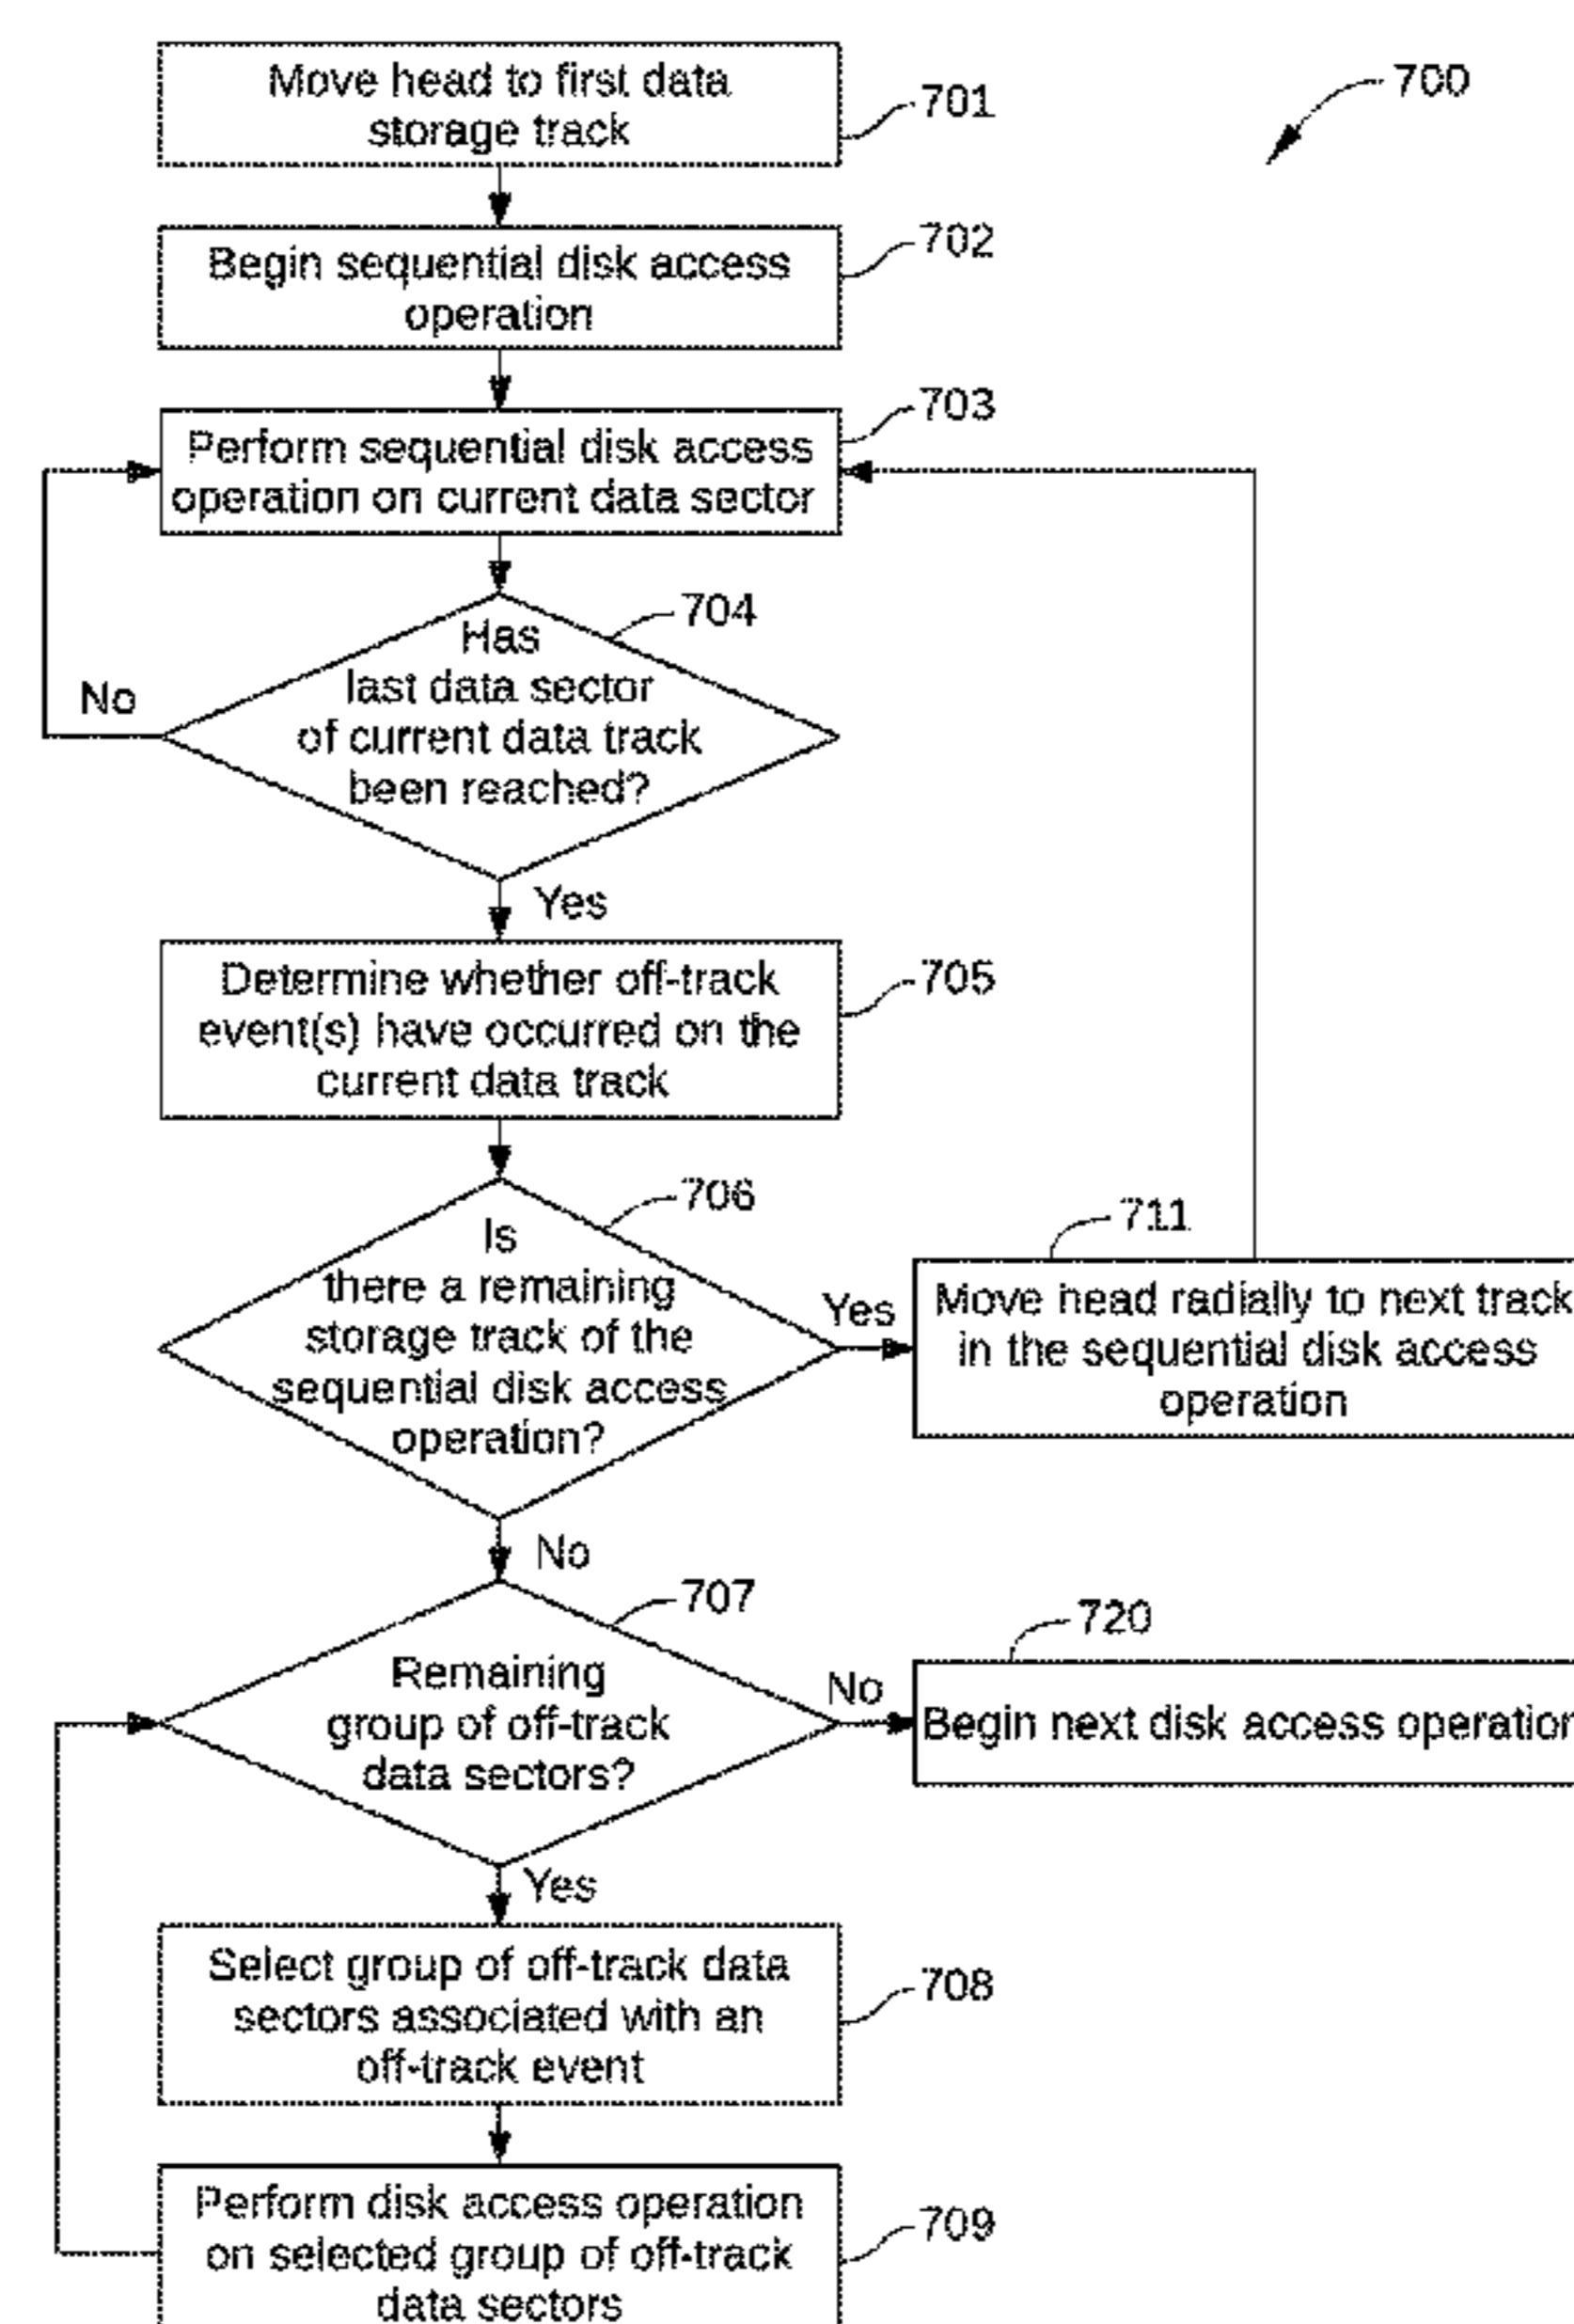 Move head to first data
storage track
701
700
Begin sequential disk access
operation
702
Perform sequential disk access
operation on current data sector
703
Has
last data sector
of current data track
been reached?
704
No
Yes
Determine whether off-track
event(s) have occurred on the
current data track
705
Is
there a remaining
storage track of the
sequential disk access
operation?
706
Yes
711
Move head radially to next track
in the sequential disk access
operation
No
Remaining
group of off-track
data sectors?
707
No
720
Begin next disk access operation
Yes
Select group of off-track data
sectors associated with an
off-track event
708
Perform disk access operation
on selected group of off-track
data sectors
709